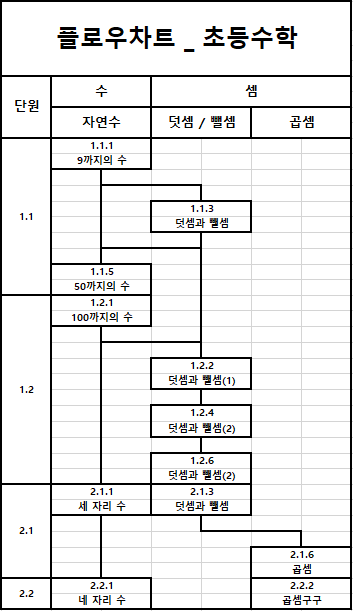 플로우차트 _ 초등수학
단원
수
셈
자연수
덧셈 / 뺄셈
곱셈
1.1
1.1.1
9까지의 수
1.1.3
덧셈과 뺄셈
1.1.5
50까지의 수
1.2
1.2.1
100까지의 수
1.2.2
덧셈과 뺄셈(1)
1.2.4
덧셈과 뺄셈(2)
1.2.6
덧셈과 뺄셈(2)
2.1
2.1.1
세 자리 수
2.1.3
덧셈과 뺄셈
2.1.6
곱셈
2.2
2.2.1
네 자리 수
2.2.2
곱셈구구